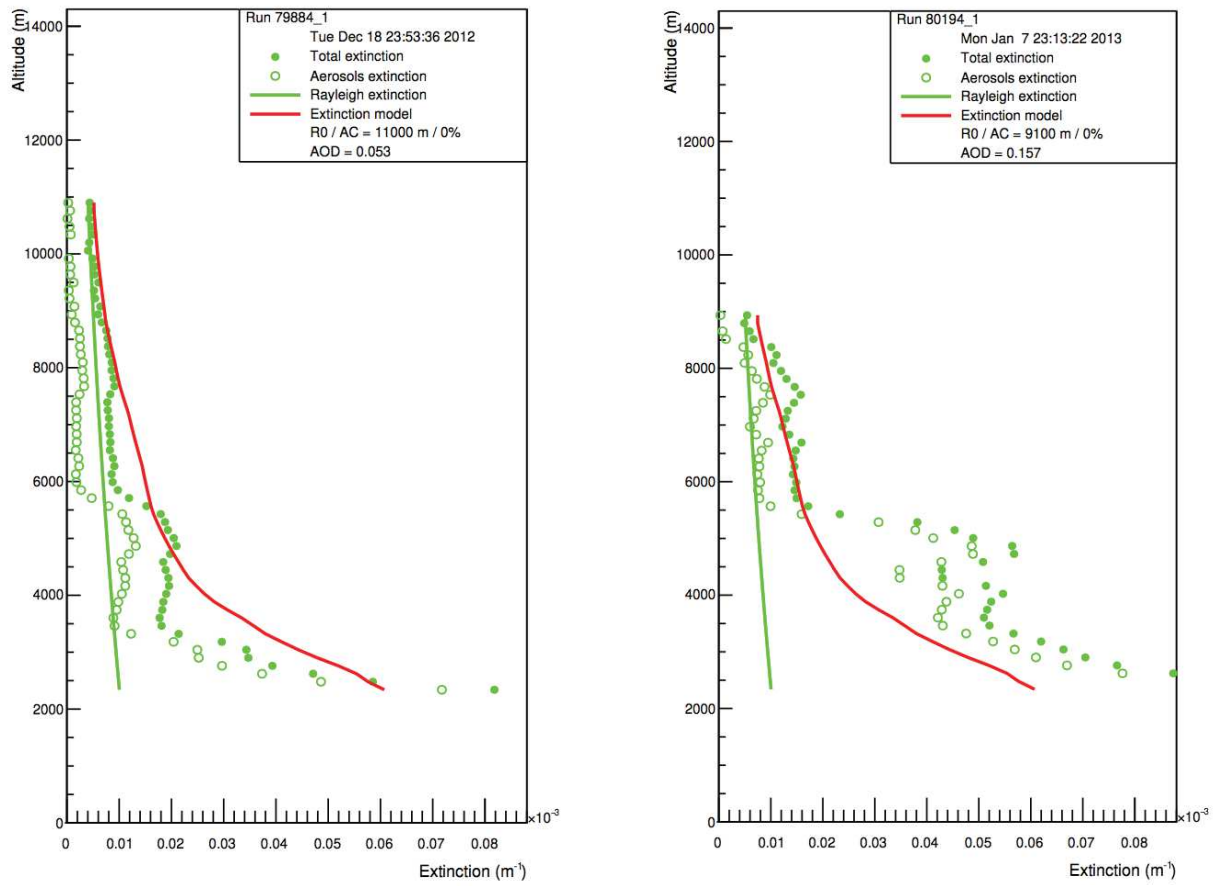 Altitude (m)
14000
12000
10000
8000
6000
4000
2000
0
Run 79884_1
Tue Dec 18 23:53:36 2012
Total extinction
Aerosols extinction
Rayleigh extinction
Extinction model
R0 / AC = 11000 m / 0%
AOD = 0.053
0 0.01 0.02 0.03 0.04 0.05 0.06 0.07 0.08
×10⁻³
Extinction (m⁻¹)
Altitude (m)
14000
12000
10000
8000
6000
4000
2000
0
Run 80194_1
Mon Jan 7 23:13:22 2013
Total extinction
Aerosols extinction
Rayleigh extinction
Extinction model
R0 / AC = 9100 m / 0%
AOD = 0.157
0 0.01 0.02 0.03 0.04 0.05 0.06 0.07 0.08
×10⁻³
Extinction (m⁻¹)